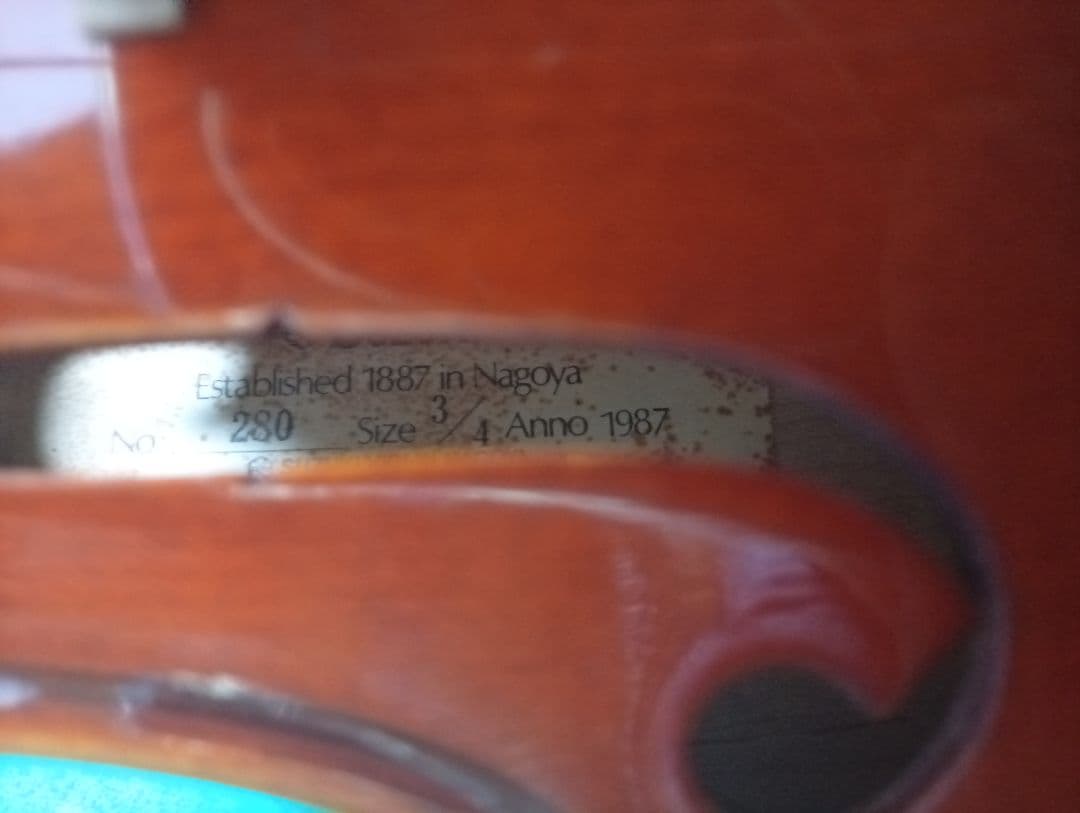 Established 1887 in Nagoya
No. 280 Size 3/4 Anno 1987